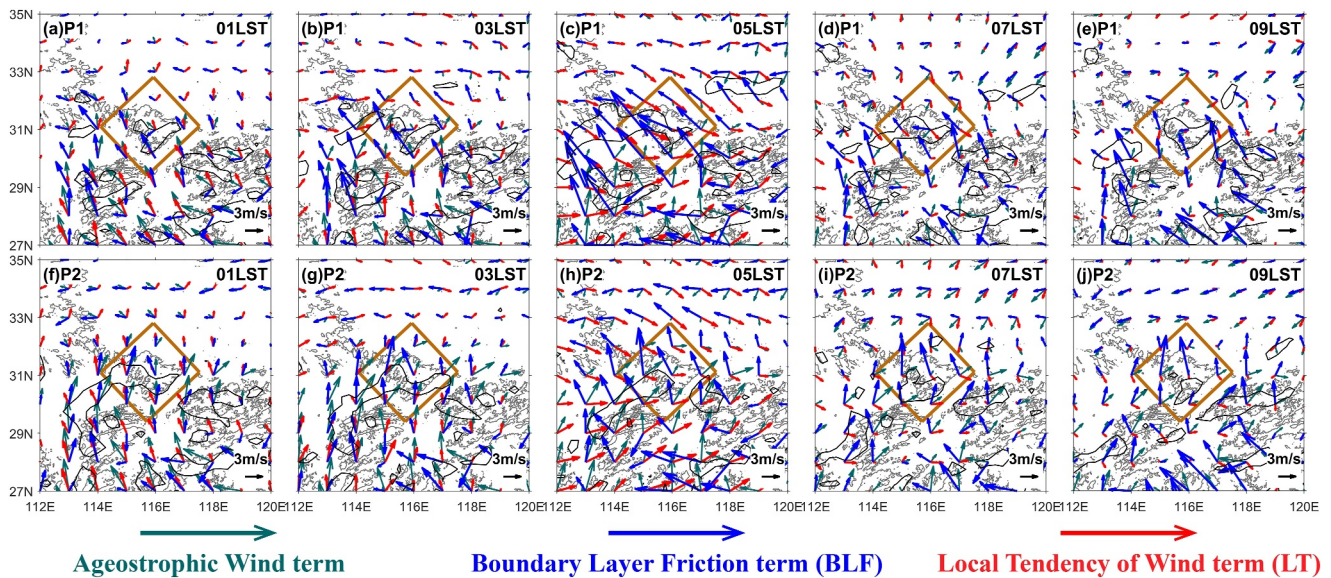 35N (a)P1 01LST (b)P1 03LST (c)P1 05LST (d)P1 07LST (e)P1 09LST
33N
31N
29N
3m/s 3m/s 3m/s 3m/s 3m/s
27N
35N (f)P2 01LST (g)P2 03LST (h)P2 05LST (i)P2 07LST (j)P2 09LST
33N
31N
29N
3m/s 3m/s 3m/s 3m/s 3m/s
27N
112E 114E 116E 118E 120E 112E 114E 116E 118E 120E 112E 114E 116E 118E 120E 112E 114E 116E 118E 120E 112E 114E 116E 118E 120E
Ageostrophic Wind term Boundary Layer Friction term (BLF) Local Tendency of Wind term (LT)